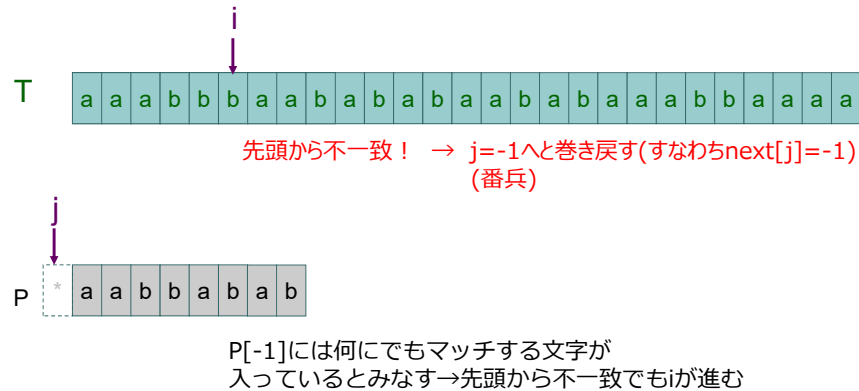 i
T a a a b b b a a b a b a b a a b a b a a a b b a a a a
先頭から不一致！ → j=-1へと巻き戻す(すなわちnext[j]=-1)
(番兵)
j
P * a a b b a b a b
P[-1]には何にでもマッチする文字が
入っているとみなす→先頭から不一致でもiが進む